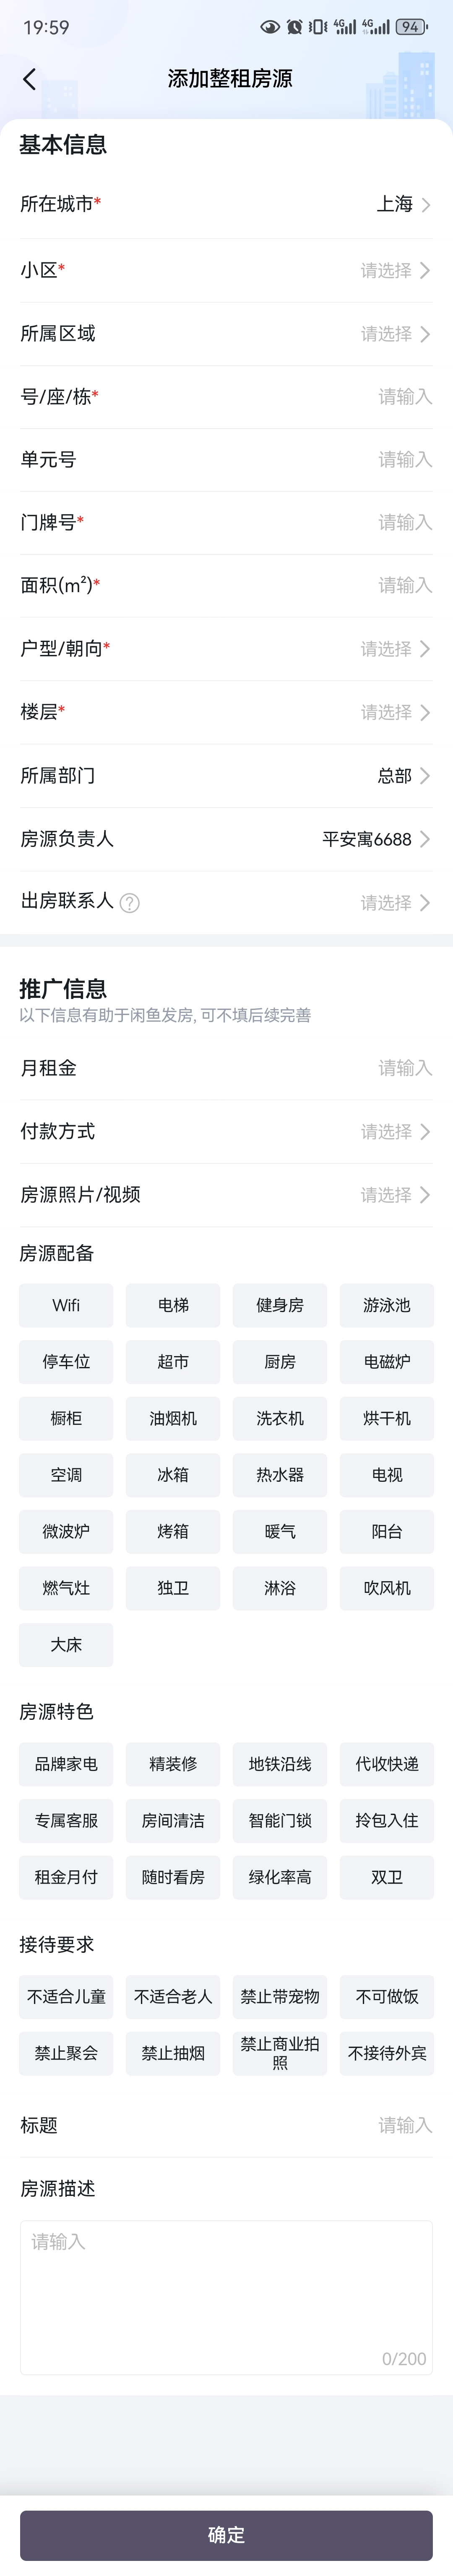 19:59
4G 4G 94
添加整租房源
基本信息
所在城市* 上海
小区* 请选择
所属区域 请选择
号/座/栋* 请输入
单元号 请输入
门牌号* 请输入
面积(m²)* 请输入
户型/朝向* 请选择
楼层* 请选择
所属部门 总部
房源负责人 平安寓6688
出房联系人 ? 请选择
推广信息
以下信息有助于闲鱼发房, 可不填后续完善
月租金 请输入
付款方式 请选择
房源照片/视频 请选择
房源配备
Wifi 电梯 健身房 游泳池
停车位 超市 厨房 电磁炉
橱柜 油烟机 洗衣机 烘干机
空调 冰箱 热水器 电视
微波炉 烤箱 暖气 阳台
燃气灶 独卫 淋浴 吹风机
大床
房源特色
品牌家电 精装修 地铁沿线 代收快递
专属客服 房间清洁 智能门锁 拎包入住
租金月付 随时看房 绿化率高 双卫
接待要求
不适合儿童 不适合老人 禁止带宠物 不可做饭
禁止聚会 禁止抽烟 禁止商业拍照 不接待外宾
标题 请输入
房源描述
请输入
0/200
确定